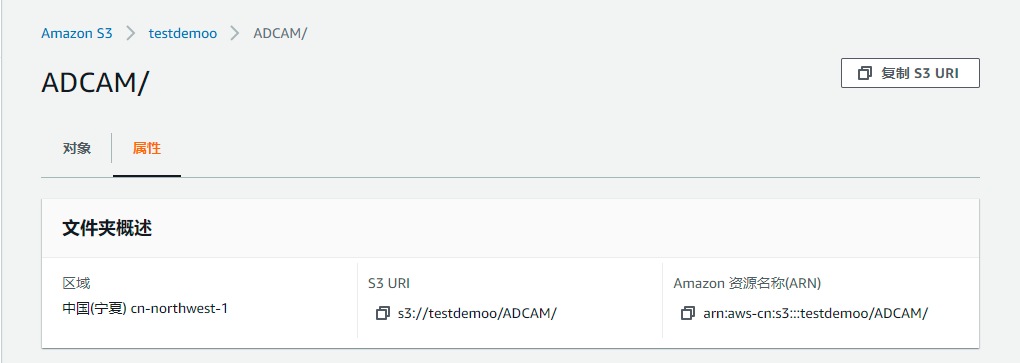 Amazon S3 > testdemoo > ADCAM/
ADCAM/
复制 S3 URI
对象
属性
文件夹概述
区域
中国(宁夏) cn-northwest-1
S3 URI
s3://testdemoo/ADCAM/
Amazon 资源名称(ARN)
arn:aws-cn:s3:::testdemoo/ADCAM/